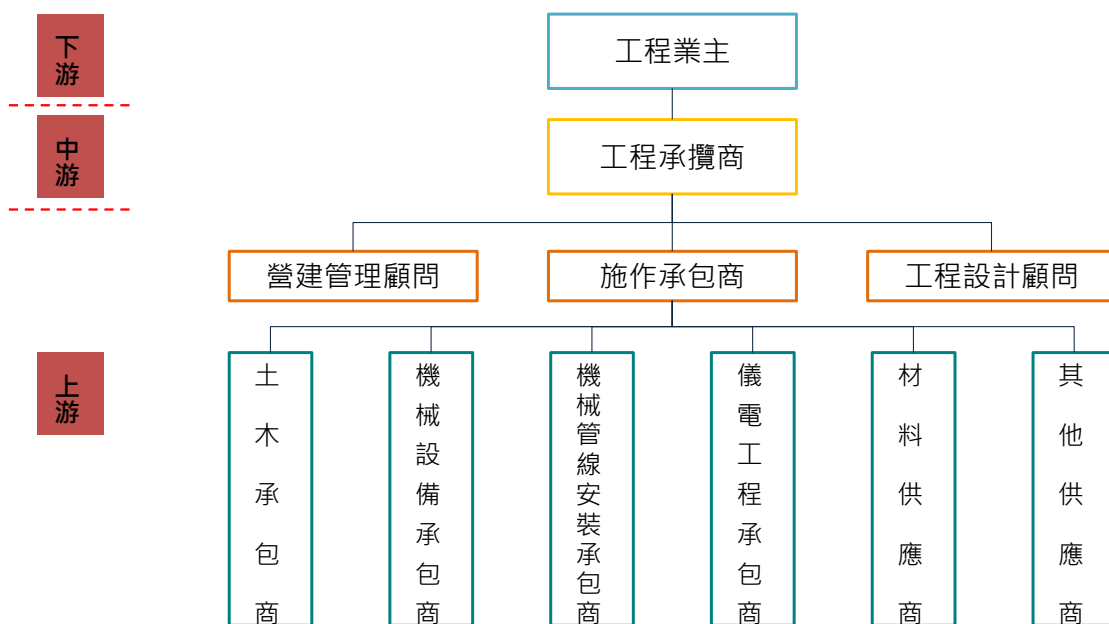 下游
工程業主
中游
工程承攬商
營建管理顧問
施作承包商
工程設計顧問
上游
土木承包商
機械設備承包商
機械管線安裝承包商
儀電工程承包商
材料供應商
其他供應商